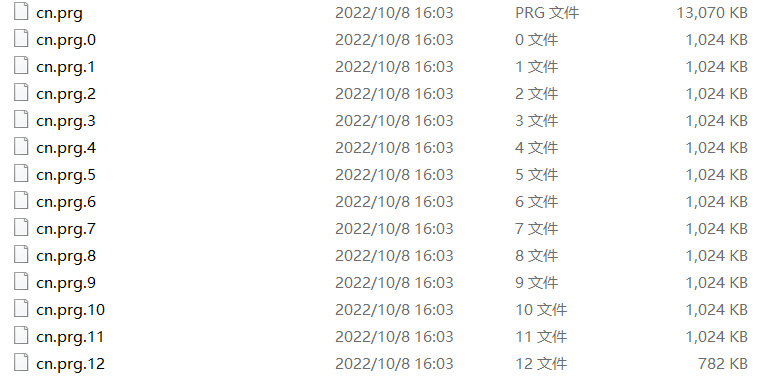 cn.prg 2022/10/8 16:03 PRG 文件 13,070 KB
cn.prg.0 2022/10/8 16:03 0 文件 1,024 KB
cn.prg.1 2022/10/8 16:03 1 文件 1,024 KB
cn.prg.2 2022/10/8 16:03 2 文件 1,024 KB
cn.prg.3 2022/10/8 16:03 3 文件 1,024 KB
cn.prg.4 2022/10/8 16:03 4 文件 1,024 KB
cn.prg.5 2022/10/8 16:03 5 文件 1,024 KB
cn.prg.6 2022/10/8 16:03 6 文件 1,024 KB
cn.prg.7 2022/10/8 16:03 7 文件 1,024 KB
cn.prg.8 2022/10/8 16:03 8 文件 1,024 KB
cn.prg.9 2022/10/8 16:03 9 文件 1,024 KB
cn.prg.10 2022/10/8 16:03 10 文件 1,024 KB
cn.prg.11 2022/10/8 16:03 11 文件 1,024 KB
cn.prg.12 2022/10/8 16:03 12 文件 782 KB